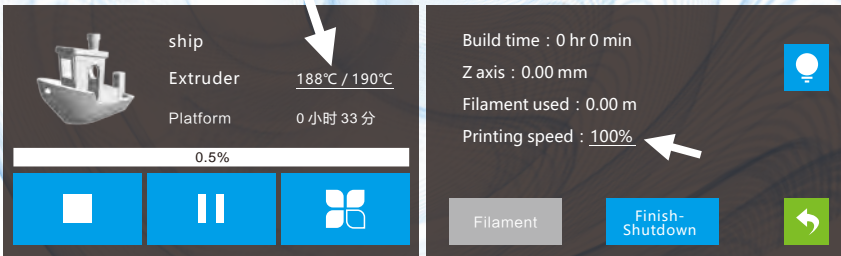 ship
Extruder 188℃ / 190℃
Platform 0 小时 33 分
0.5%
Build time：0 hr 0 min
Z axis：0.00 mm
Filament used：0.00 m
Printing speed：100%
Filament
Finish-
Shutdown